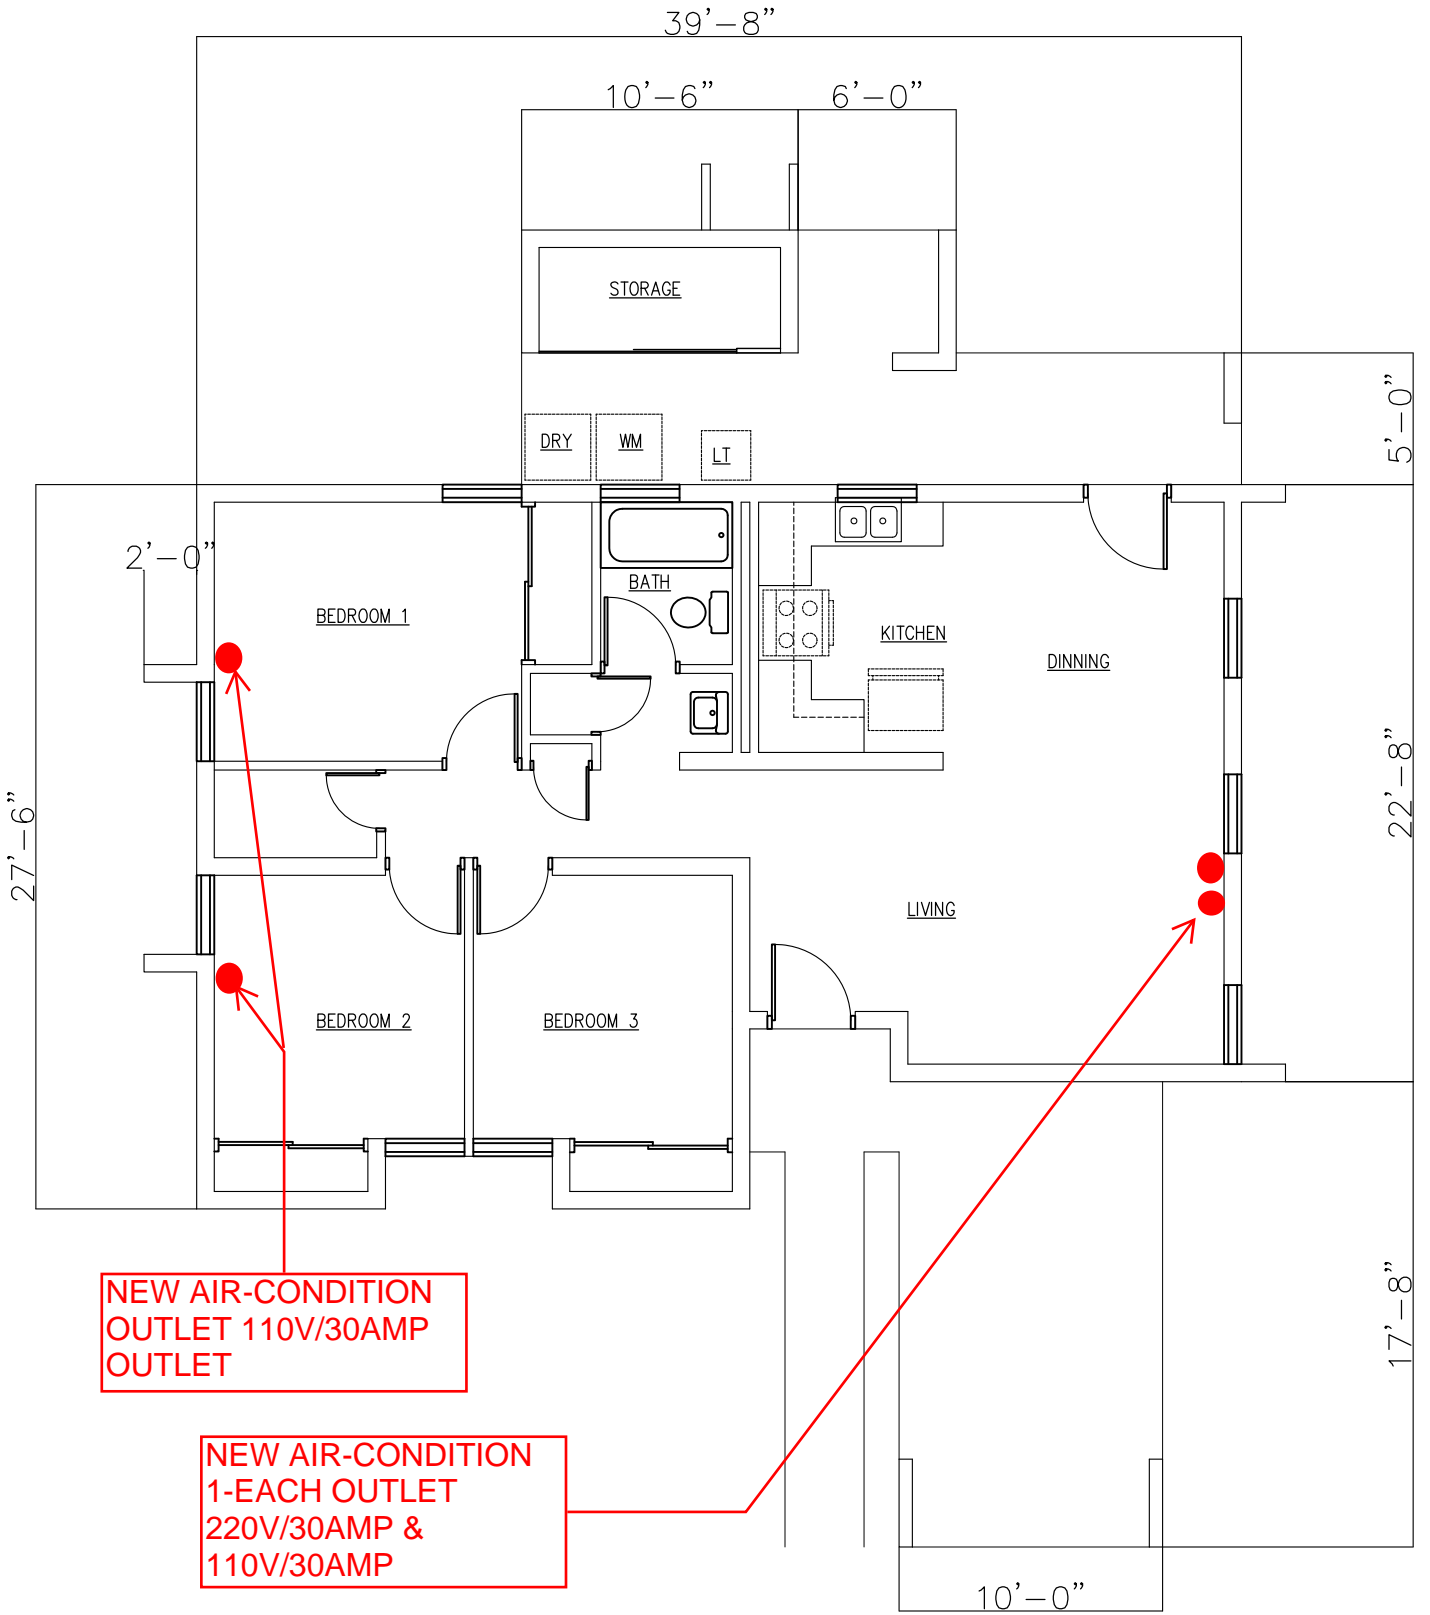 39'-8"
10'-6" 6'-0"
STORAGE
5'-0"
DRY WM LT
2'-0"
BATH
BEDROOM 1
KITCHEN
DINNING
27'-6"
22'-8"
LIVING
BEDROOM 2 BEDROOM 3
NEW AIR-CONDITION
OUTLET 110V/30AMP
OUTLET
17'-8"
NEW AIR-CONDITION
1-EACH OUTLET
220V/30AMP &
110V/30AMP
10'-0"